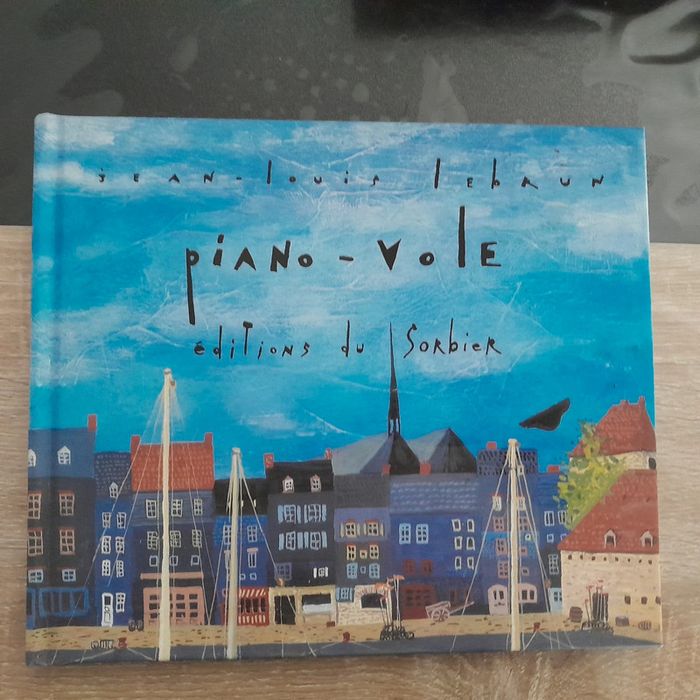 jEAN-louis lebRUN
piANo-VolE
édiTIONS du SorbiER